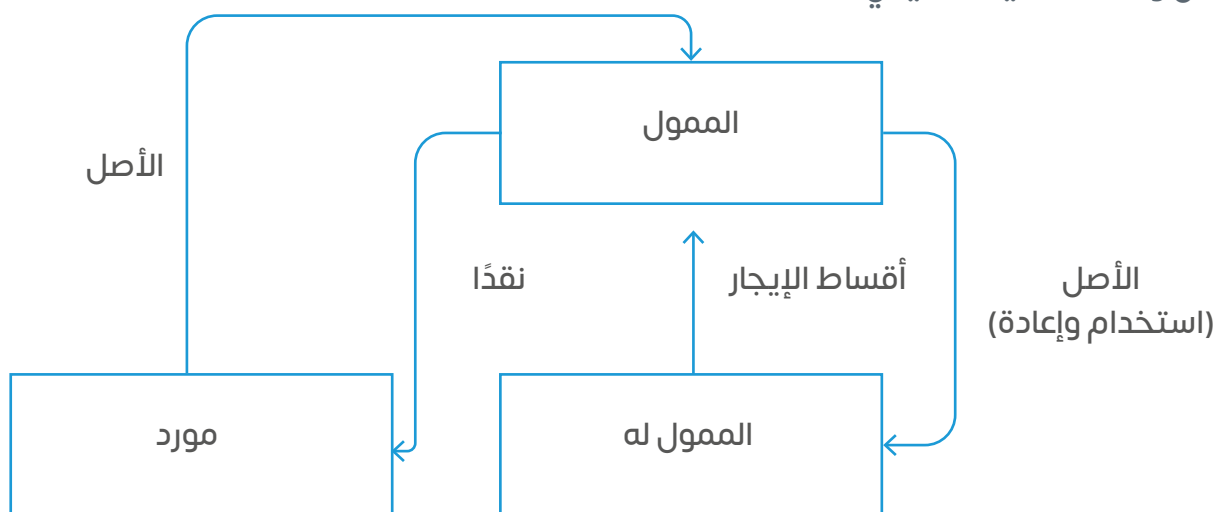 الممول
الأصل
نقدًا
أقساط الإيجار
الأصل
(استخدام وإعادة)
مورد
الممول له